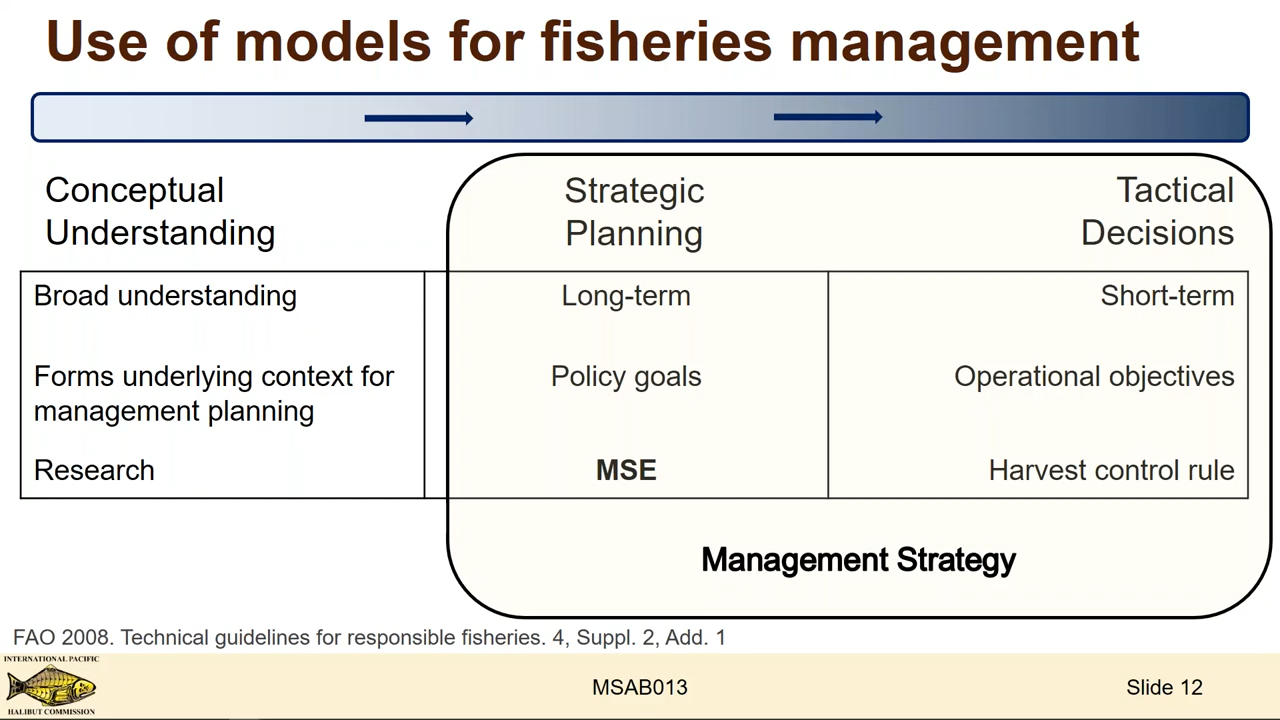 Use of models for fisheries management
Conceptual
Understanding
Strategic
Planning
Tactical
Decisions
Broad understanding
Long-term
Short-term
Forms underlying context for
management planning
Policy goals
Operational objectives
Research
MSE
Harvest control rule
Management Strategy
FAO 2008. Technical guidelines for responsible fisheries. 4, Suppl. 2, Add. 1
INTERNATIONAL PACIFIC
HALIBUT COMMISSION
MSAB013
Slide 12